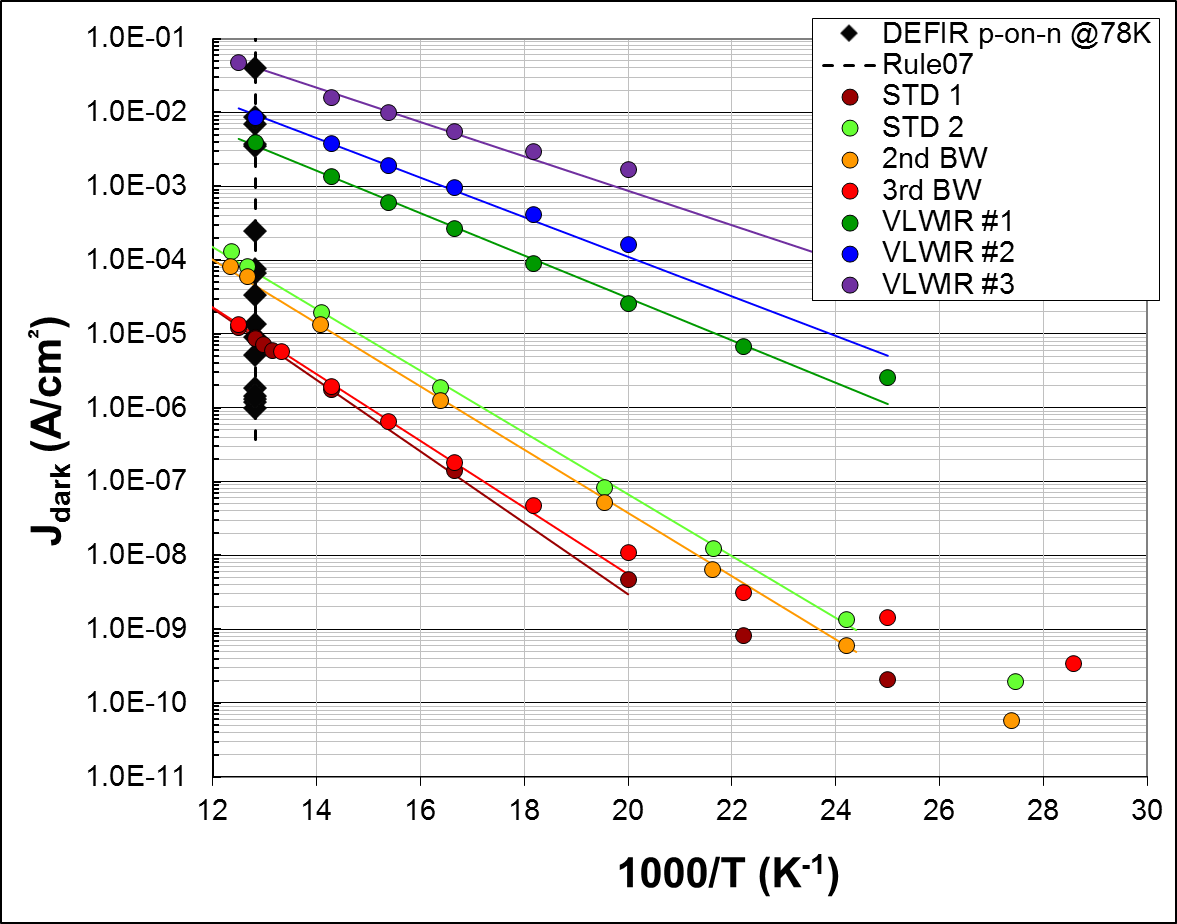 1.0E-01
1.0E-02
1.0E-03
1.0E-04
1.0E-05
1.0E-06
1.0E-07
1.0E-08
1.0E-09
1.0E-10
1.0E-11
J_dark (A/cm²)
DEFIR p-on-n @78K
Rule07
STD 1
STD 2
2nd BW
3rd BW
VLWIR #1
VLWIR #2
VLWIR #3
12 14 16 18 20 22 24 26 28 30
1000/T (K⁻¹)